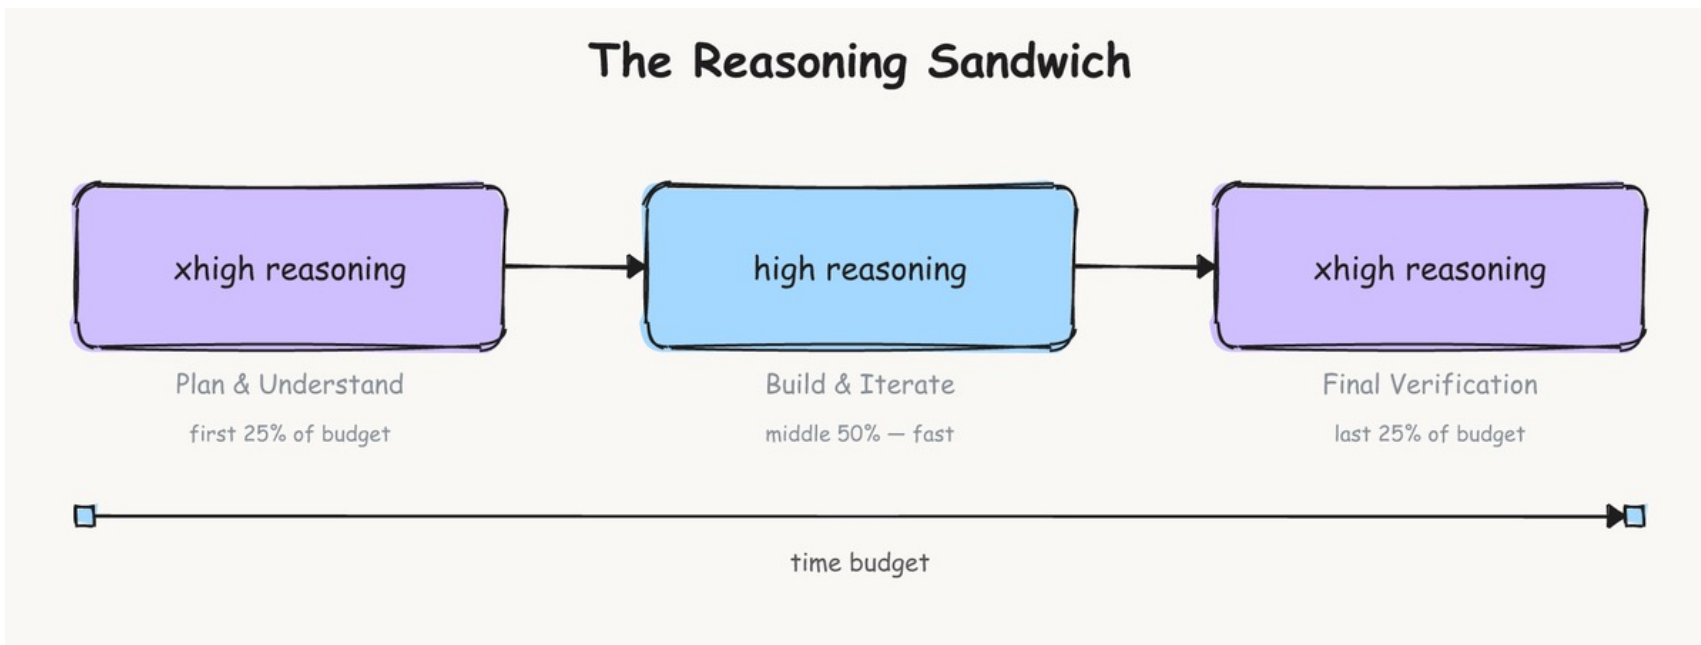 The Reasoning Sandwich
xhigh reasoning
high reasoning
xhigh reasoning
Plan & Understand
Build & Iterate
Final Verification
first 25% of budget
middle 50% — fast
last 25% of budget
time budget